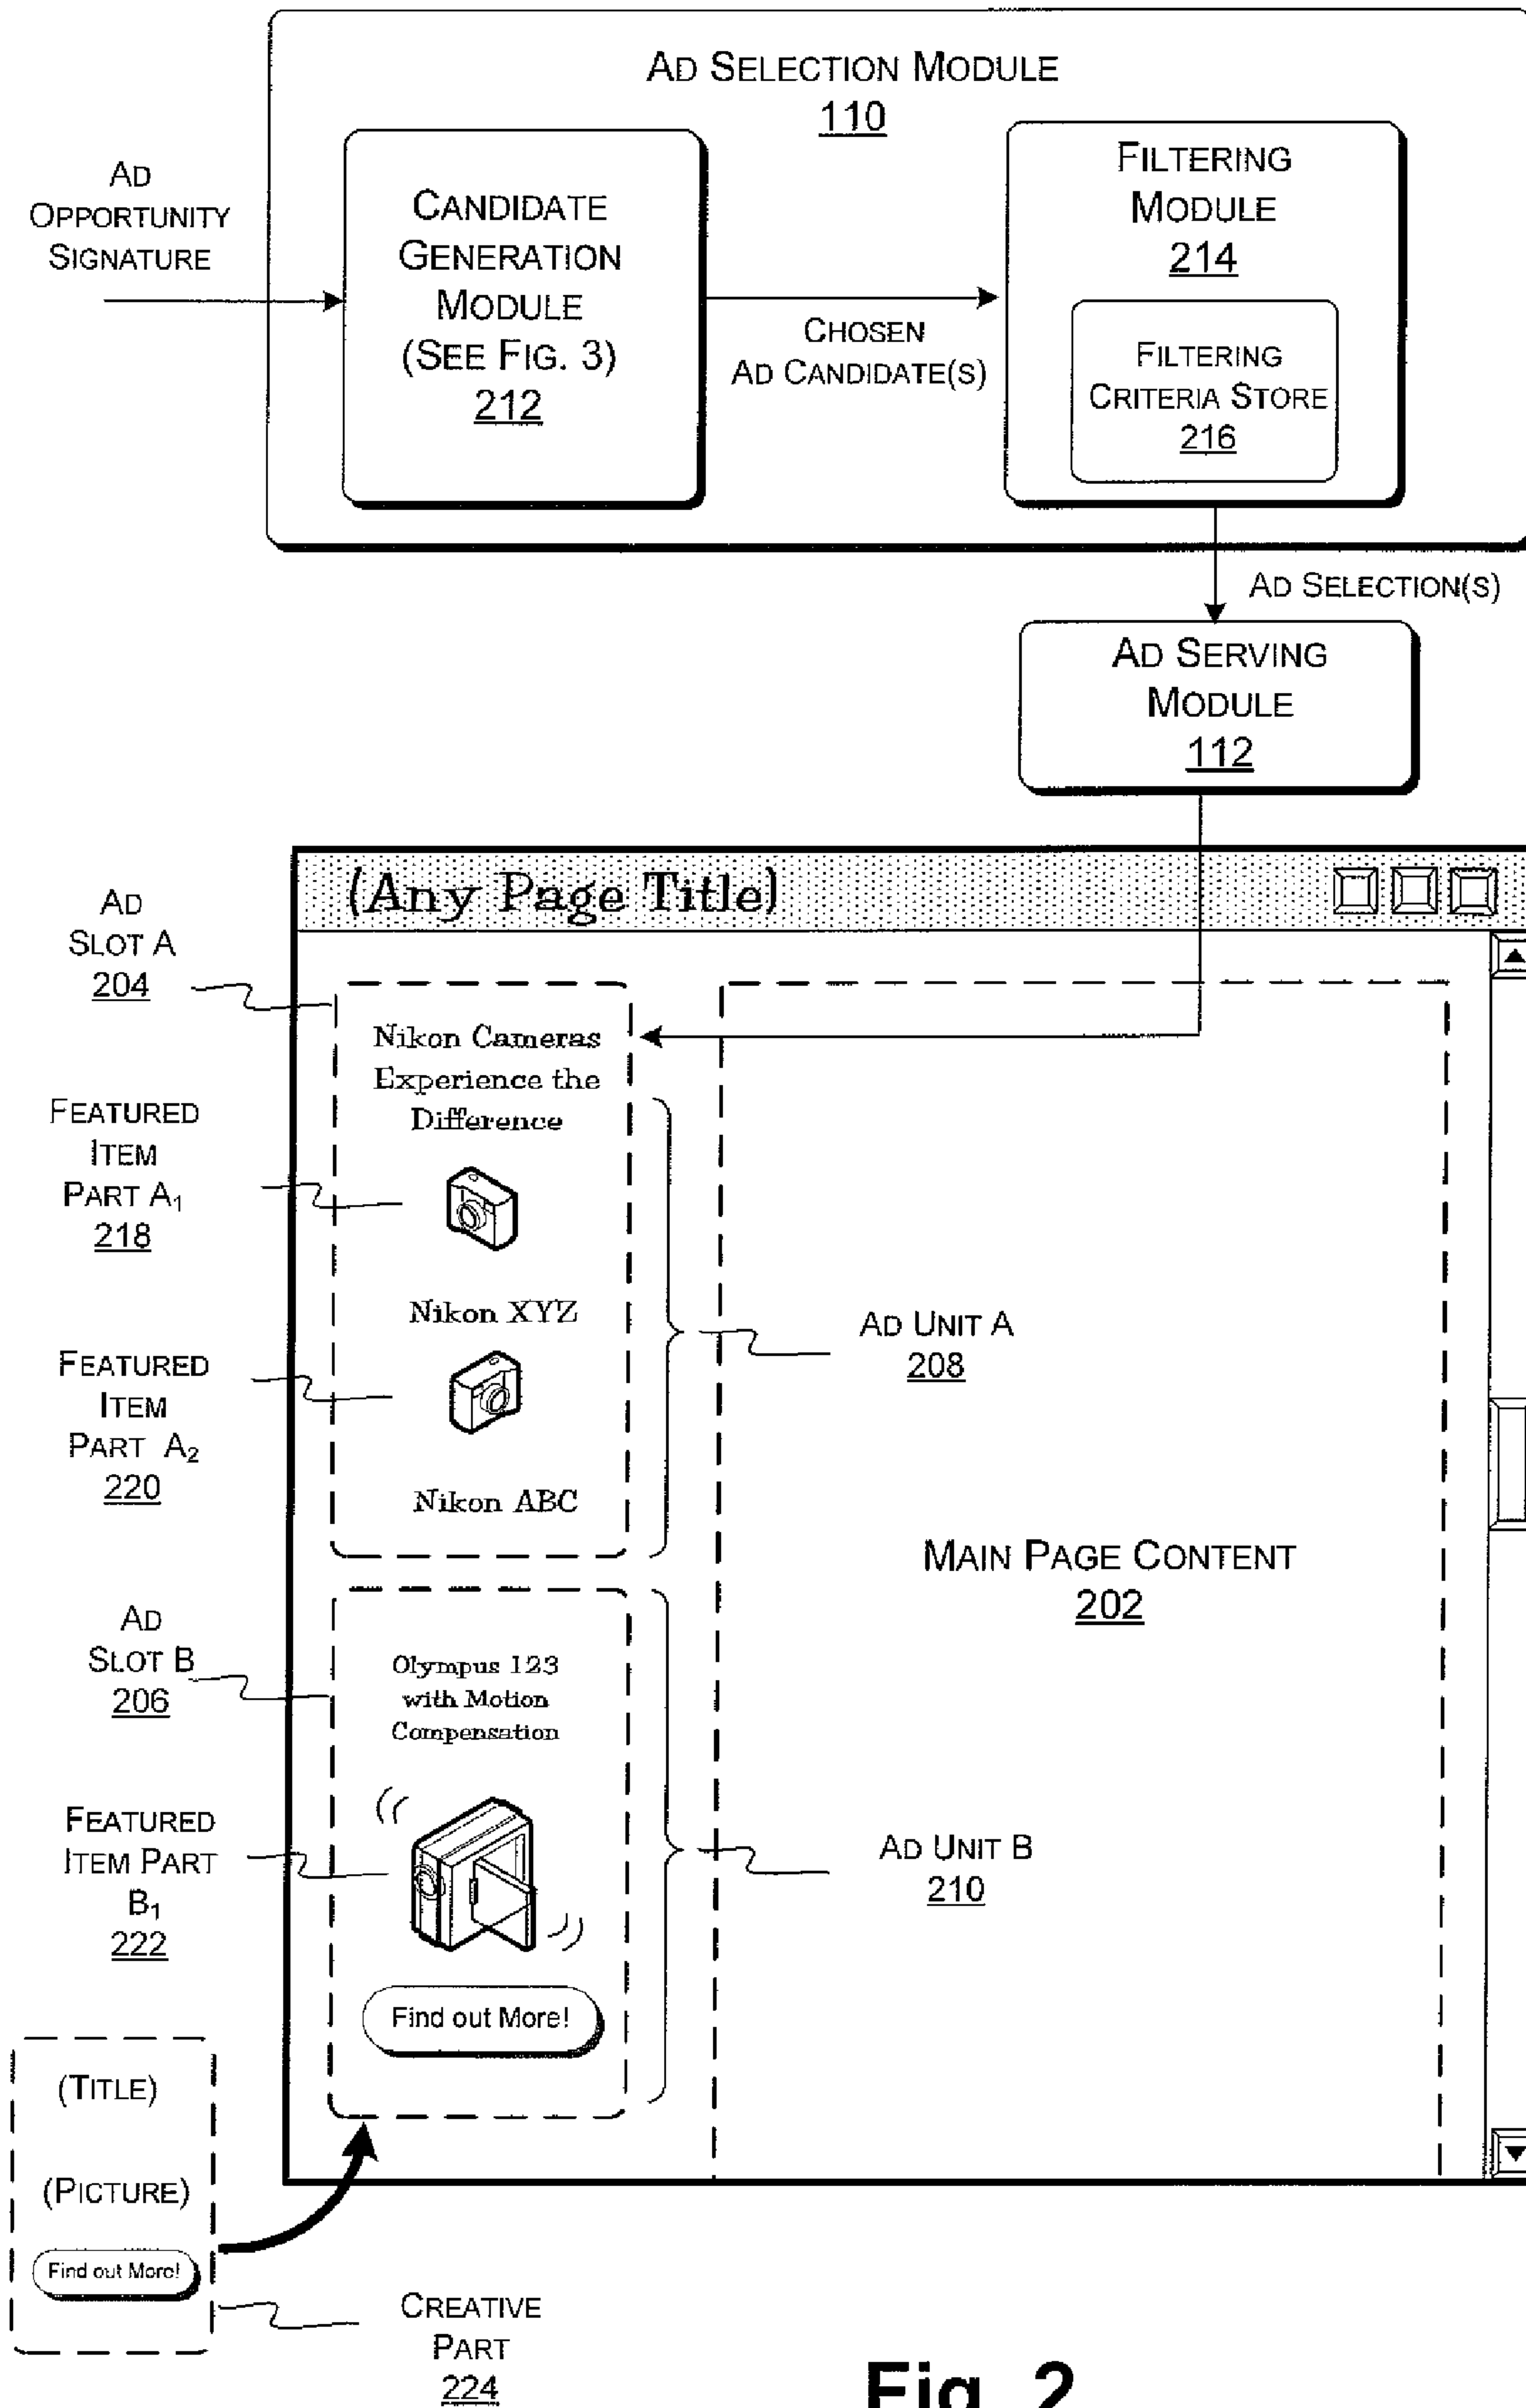 AD SELECTION MODULE
110
AD
OPPORTUNITY
SIGNATURE
CANDIDATE
GENERATION
MODULE
(SEE FIG. 3)
212
CHOSEN
AD CANDIDATE(S)
FILTERING
MODULE
214
FILTERING
CRITERIA STORE
216
AD SELECTION(S)
AD SERVING
MODULE
112
(Any Page Title)
AD
SLOT A
204
Nikon Cameras
Experience the
Difference
FEATURED
ITEM
PART A₁
218
Nikon XYZ
AD UNIT A
208
FEATURED
ITEM
PART A₂
220
Nikon ABC
MAIN PAGE CONTENT
202
AD
SLOT B
206
Olympus 123
with Motion
Compensation
FEATURED
ITEM PART
B₁
222
AD UNIT B
210
Find out More!
(TITLE)
(PICTURE)
Find out More!
CREATIVE
PART
224
Fig. 2